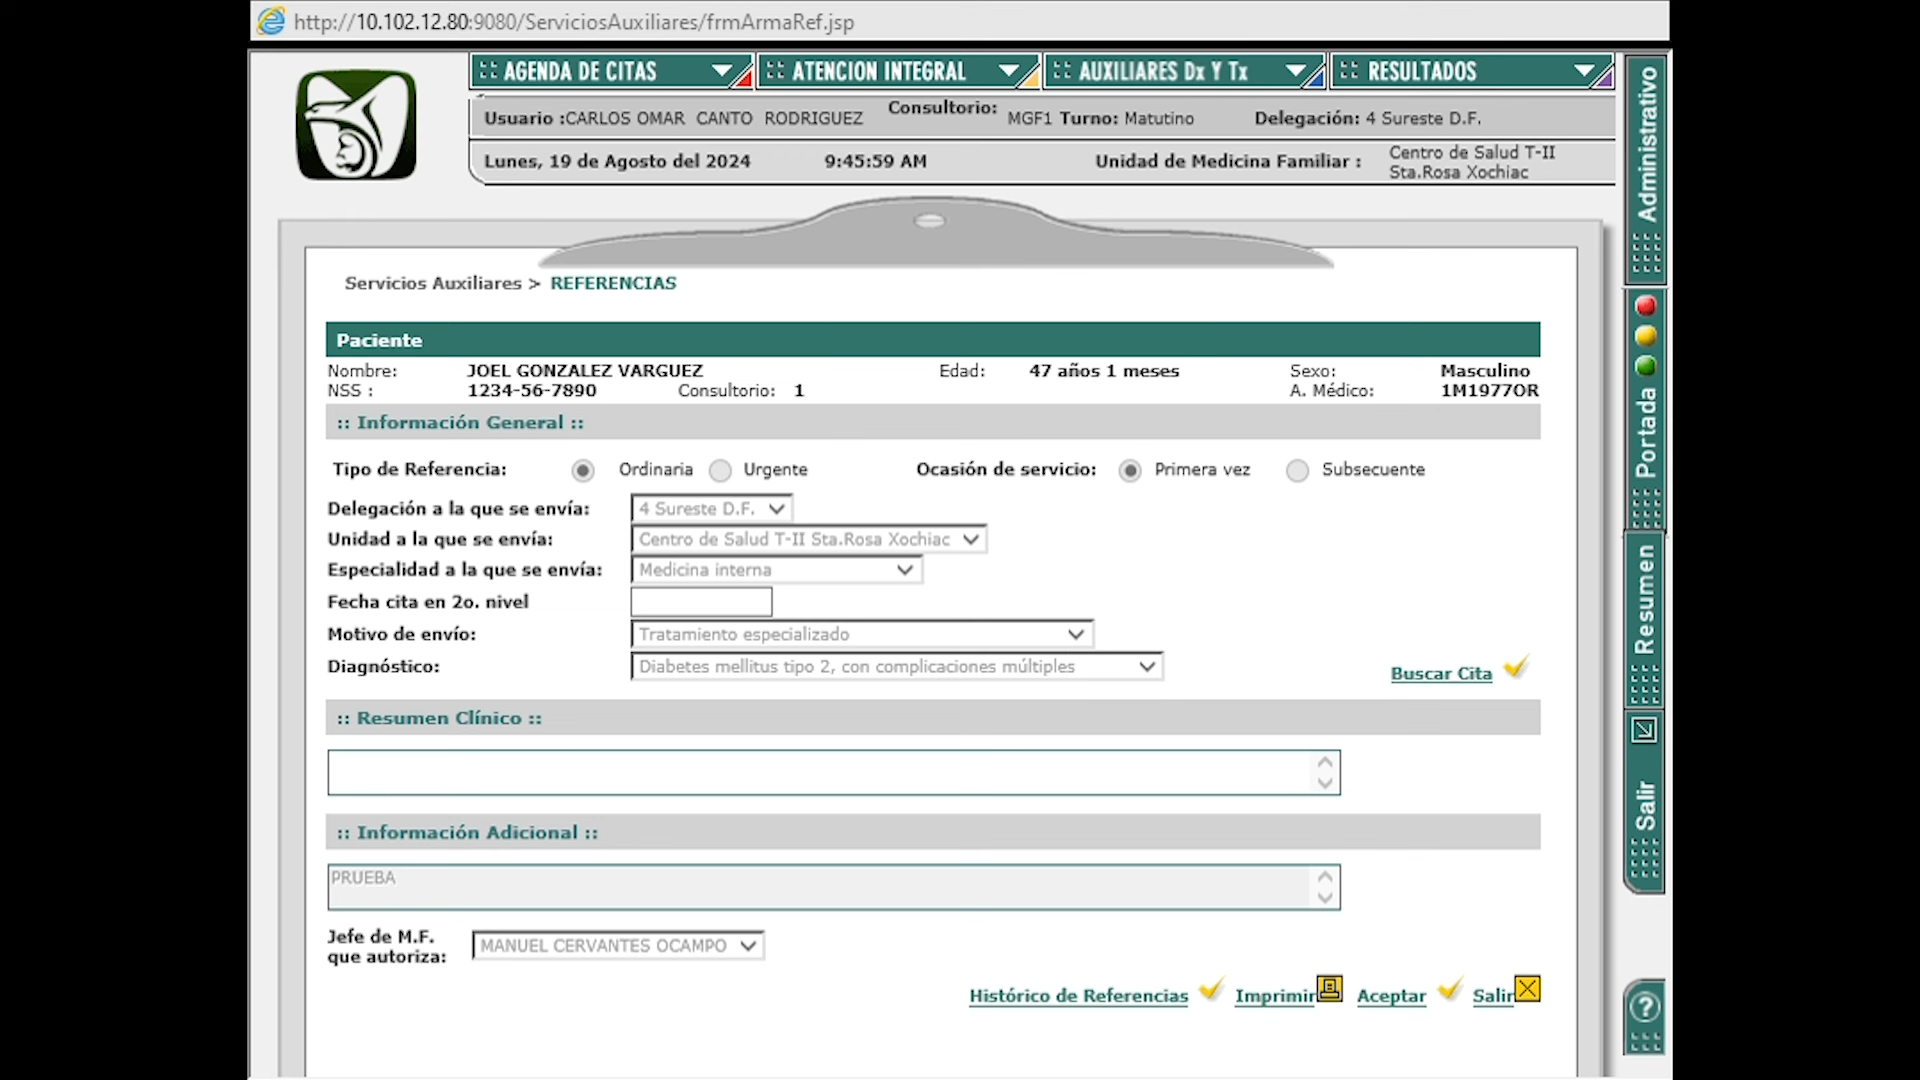 http://10.102.12.80:9080/ServiciosAuxiliares/frmArmaRef.jsp
AGENDA DE CITAS
ATENCION INTEGRAL
AUXILIARES Dx Y Tx
RESULTADOS
Usuario :CARLOS OMAR CANTO RODRIGUEZ Consultorio: MGF1 Turno: Matutino Delegación: 4 Sureste D.F.
Lunes, 19 de Agosto del 2024 9:45:59 AM Unidad de Medicina Familiar : Centro de Salud T-II
Sta.Rosa Xochiac
Administrativo
Portada
Resumen
Salir
?
Servicios Auxiliares > REFERENCIAS
Paciente
Nombre: JOEL GONZALEZ VARGUEZ Edad: 47 años 1 meses Sexo: Masculino
NSS : 1234-56-7890 Consultorio: 1 A. Médico: 1M1977OR
:: Información General ::
Tipo de Referencia: Ordinaria Urgente Ocasión de servicio: Primera vez Subsecuente
Delegación a la que se envía: 4 Sureste D.F.
Unidad a la que se envía: Centro de Salud T-II Sta.Rosa Xochiac
Especialidad a la que se envía: Medicina interna
Fecha cita en 2o. nivel
Motivo de envío: Tratamiento especializado
Diagnóstico: Diabetes mellitus tipo 2, con complicaciones múltiples
Buscar Cita
:: Resumen Clínico ::
:: Información Adicional ::
PRUEBA
Jefe de M.F.
que autoriza: MANUEL CERVANTES OCAMPO
Histórico de Referencias Imprimir Aceptar Salir